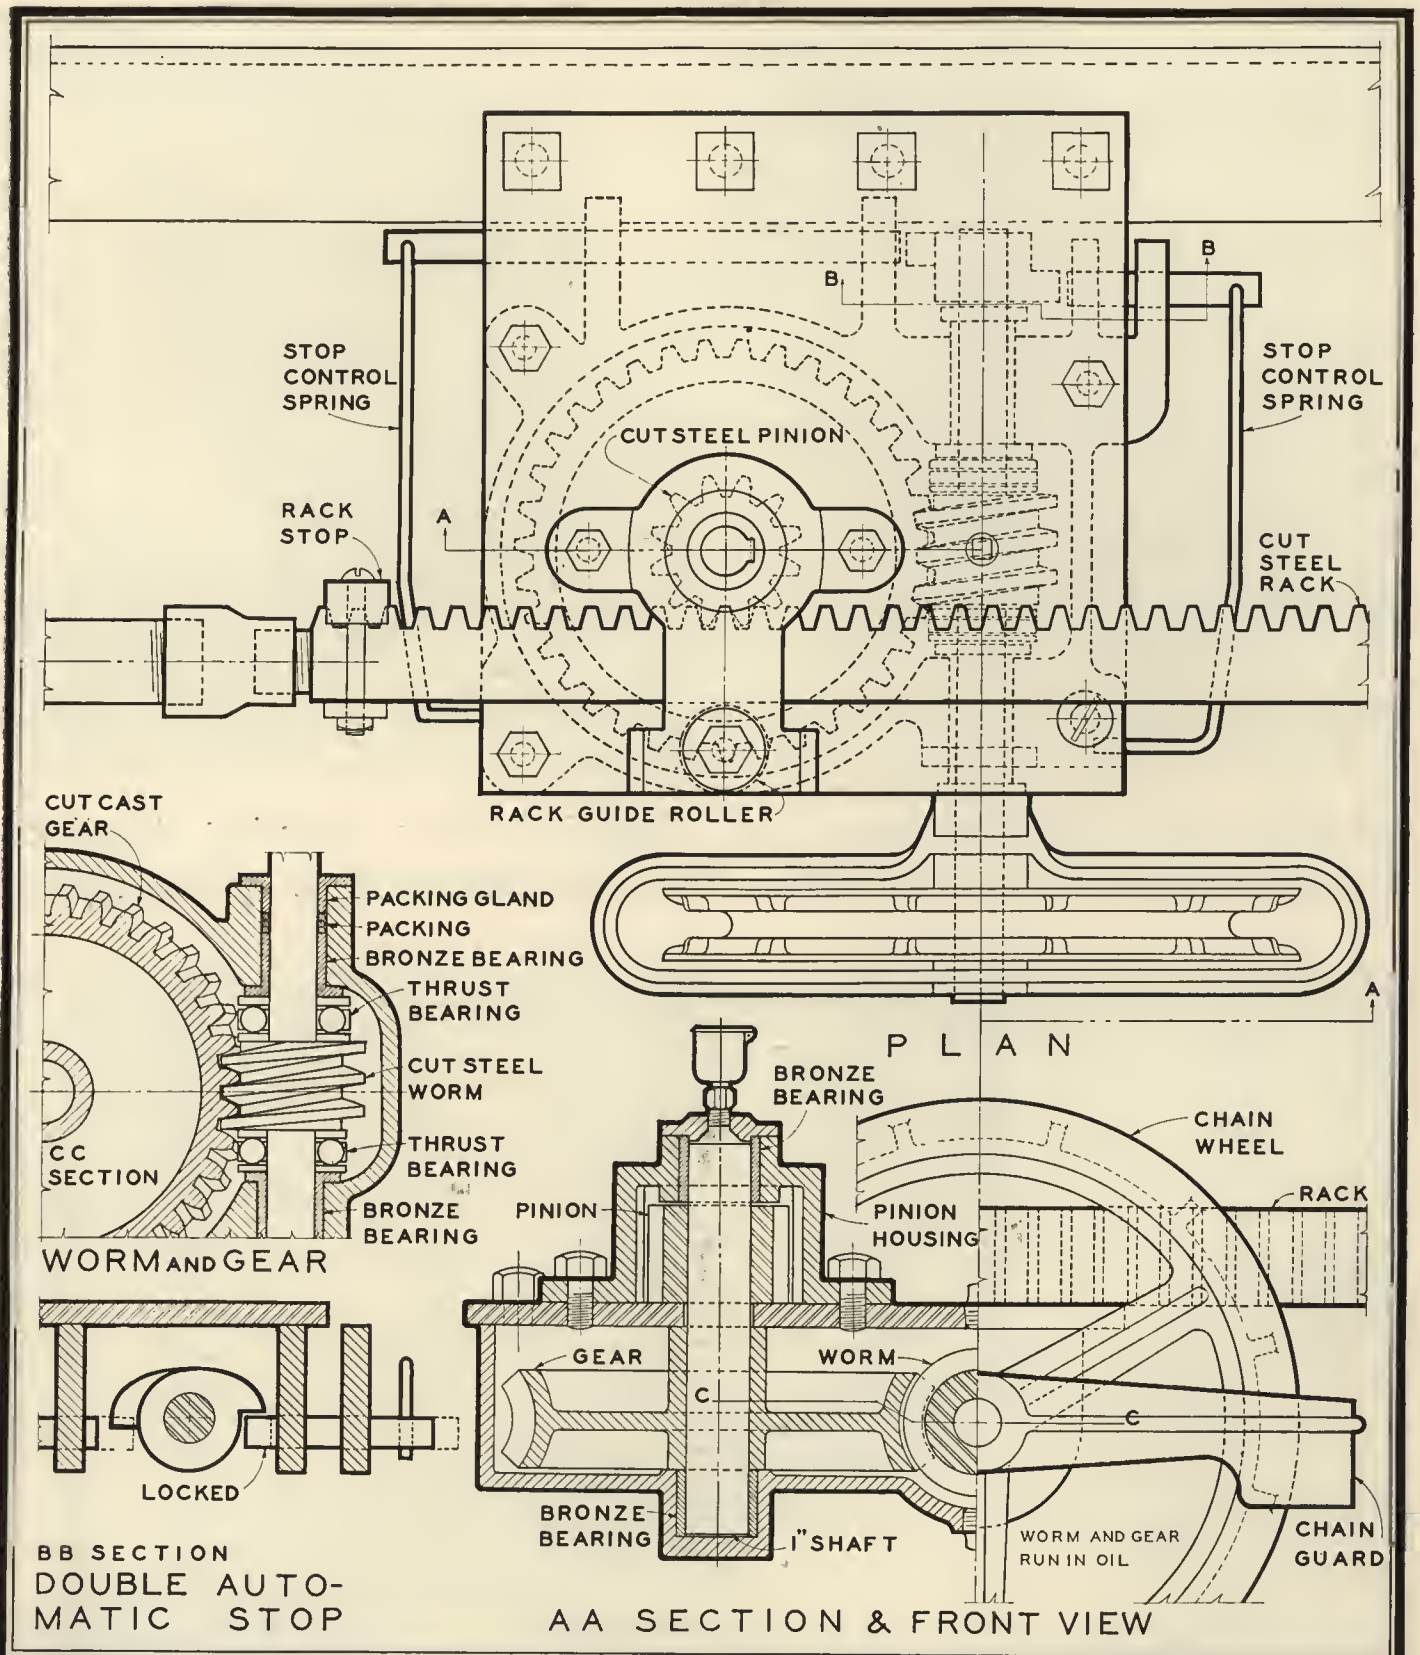 B
B
STOP
CONTROL
SPRING
STOP
CONTROL
SPRING
CUT STEEL PINION
RACK
STOP
A
CUT
STEEL
RACK
RACK GUIDE ROLLER
CUT CAST
GEAR
PACKING GLAND
PACKING
BRONZE BEARING
THRUST
BEARING
CUT STEEL
WORM
THRUST
BEARING
BRONZE
BEARING
CC
SECTION
WORM AND GEAR
A
PLAN
BRONZE
BEARING
CHAIN
WHEEL
RACK
PINION
PINION
HOUSING
GEAR
WORM
C
C
LOCKED
BRONZE
BEARING
1" SHAFT
WORM AND GEAR
RUN IN OIL
CHAIN
GUARD
BB SECTION
DOUBLE AUTO-
MATIC STOP
AA SECTION & FRONT VIEW